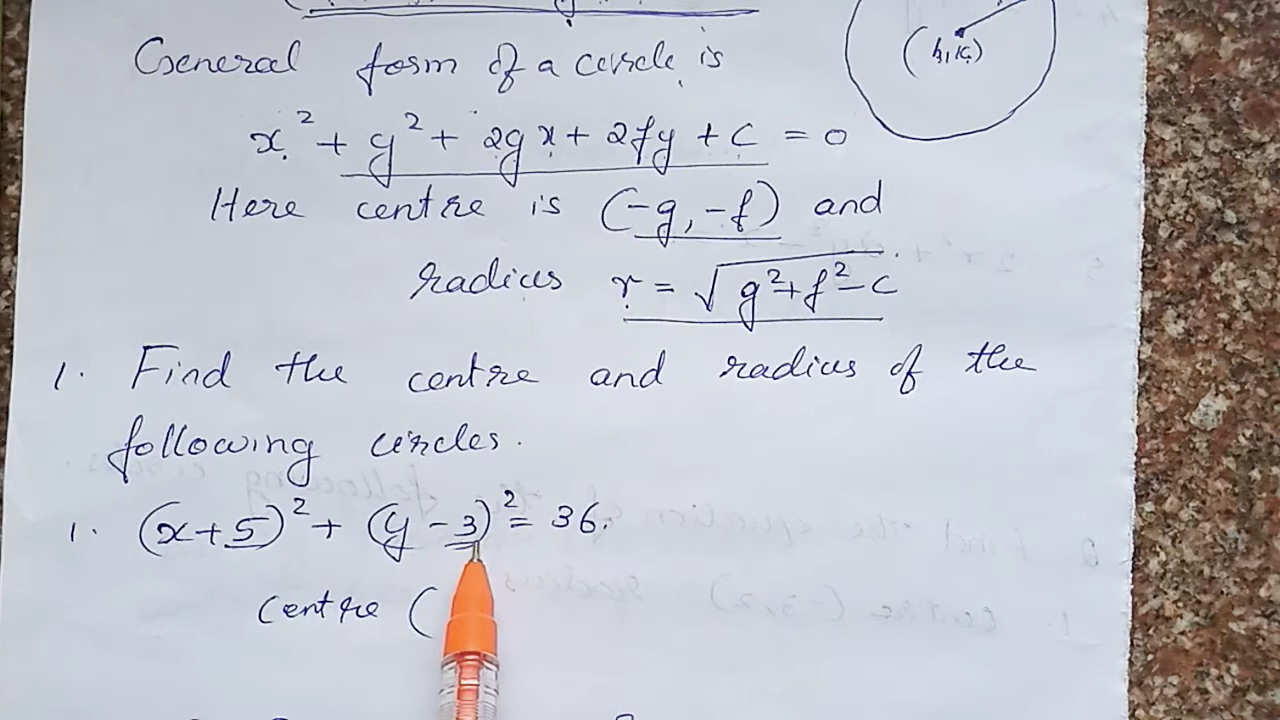 (h, k)
General form of a circle is
x² + y² + 2gx + 2fy + c = 0
Here centre is (-g, -f) and
radius r = √g²+f²-c
1. Find the centre and radius of the
following circles.
1. (x+5)² + (y-3)² = 36.
centre (